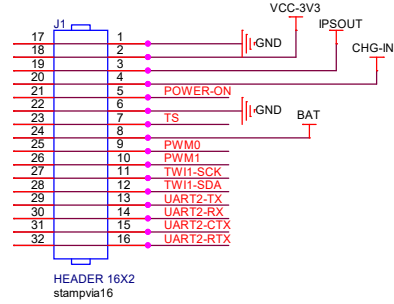 VCC-3V3
IPSOUT
J1
CHG-IN
17 1
GND
18 2
19 3
20 4
21 5 POWER-ON
22 6
GND
23 7 TS
BAT
24 8
25 9 PWM0
26 10 PWM1
27 11 TWI1-SCK
28 12 TWI1-SDA
29 13 UART2-TX
30 14 UART2-RX
31 15 UART2-CTX
32 16 UART2-RTX
HEADER 16X2
stampvia16